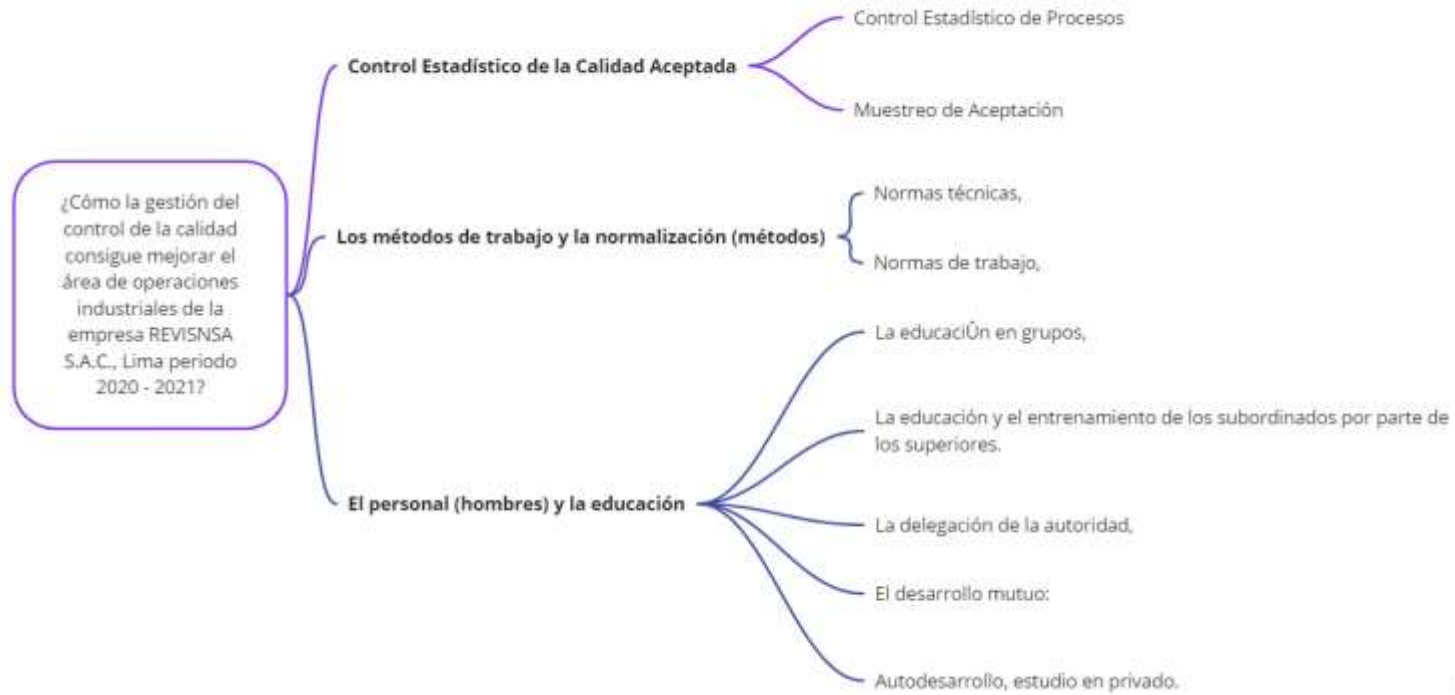 ¿Cómo la gestión del
control de la calidad
consigue mejorar el
área de operaciones
industriales de la
empresa REVISNSA
S.A.C., Lima periodo
2020 - 2021?
Control Estadístico de la Calidad Aceptada
Control Estadístico de Procesos
Muestreo de Aceptación
Los métodos de trabajo y la normalización (métodos)
Normas técnicas,
Normas de trabajo,
El personal (hombres) y la educación
La educaciÛn en grupos,
La educación y el entrenamiento de los subordinados por parte de
los superiores.
La delegación de la autoridad,
El desarrollo mutuo:
Autodesarrollo, estudio en privado.